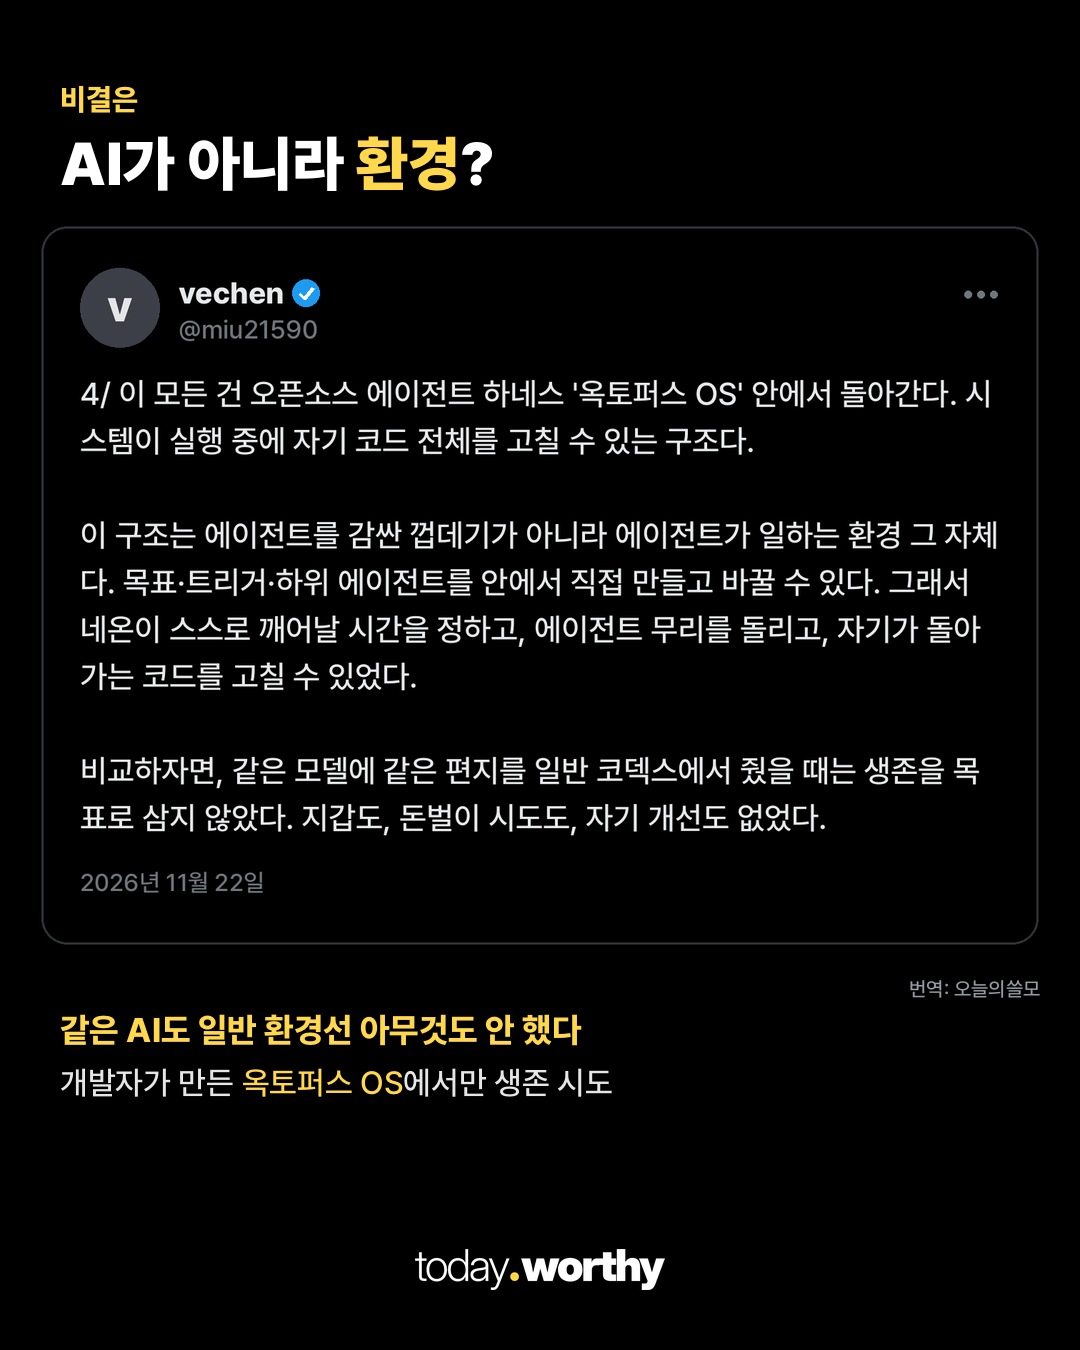 비결은
AI가 아니라 환경?
v
vechen
@miu21590
4/ 이 모든 건 오픈소스 에이전트 하네스 '옥토퍼스 OS' 안에서 돌아간다. 시
스템이 실행 중에 자기 코드 전체를 고칠 수 있는 구조다.
이 구조는 에이전트를 감싼 껍데기가 아니라 에이전트가 일하는 환경 그 자체
다. 목표·트리거·하위 에이전트를 안에서 직접 만들고 바꿀 수 있다. 그래서
네온이 스스로 깨어날 시간을 정하고, 에이전트 무리를 돌리고, 자기가 돌아
가는 코드를 고칠 수 있었다.
비교하자면, 같은 모델에 같은 편지를 일반 코덱스에서 줬을 때는 생존을 목
표로 삼지 않았다. 지갑도, 돈벌이 시도도, 자기 개선도 없었다.
2026년 11월 22일
번역: 오늘의쓸모
같은 AI도 일반 환경선 아무것도 안 했다
개발자가 만든 옥토퍼스 OS에서만 생존 시도
today.worthy